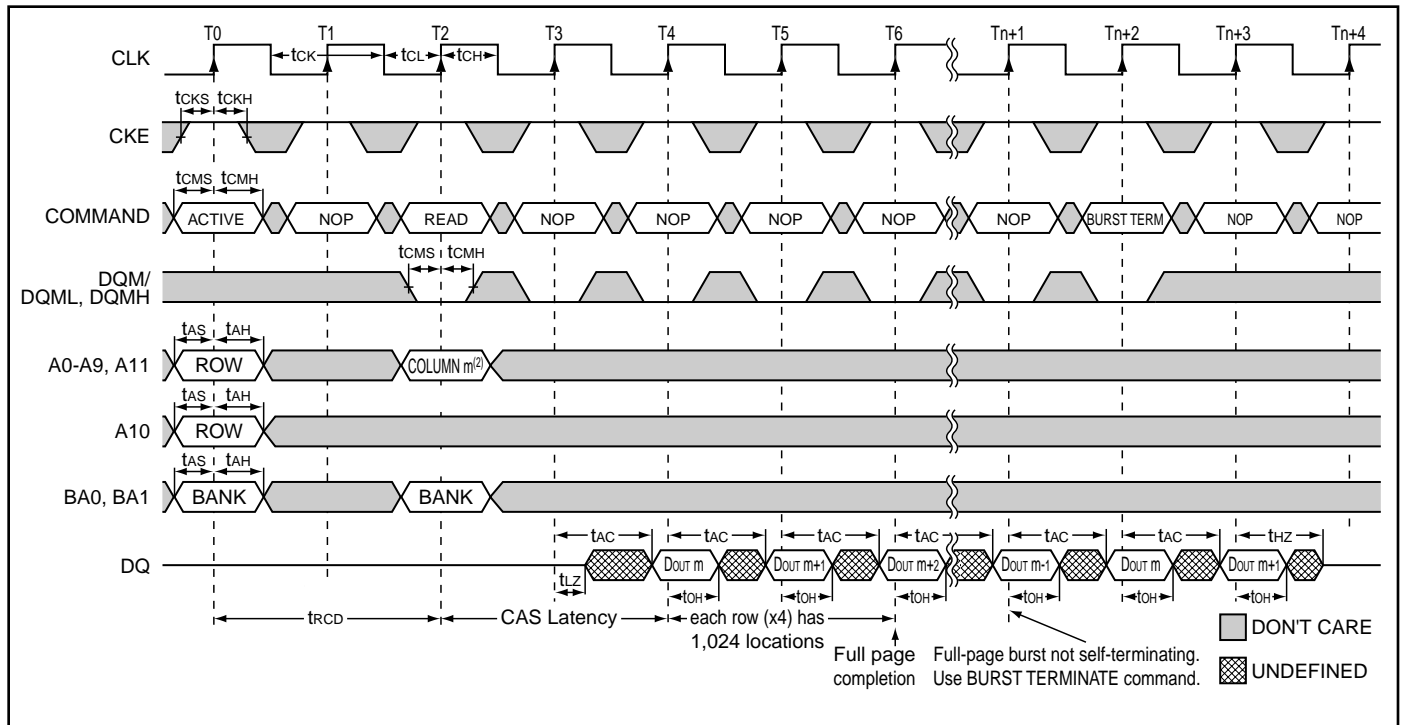 T0 T1 T2 T3 T4 T5 T6 Tn+1 Tn+2 Tn+3 Tn+4
CLK
tCK tCL tCH
tCKS tCKH
CKE
tCMS tCMH
COMMAND ACTIVE NOP READ NOP NOP NOP NOP NOP BURST TERM NOP NOP
tCMS tCMH
DQM/
DQML, DQMH
tAS tAH
A0-A9, A11 ROW COLUMN m(2)
tAS tAH
A10 ROW
tAS tAH
BA0, BA1 BANK BANK
tAC tAC tAC tAC tAC tAC tHZ
DQ DOUT m DOUT m+1 DOUT m+2 DOUT m-1 DOUT m DOUT m+1
tLZ tOH tOH tOH tOH tOH tOH
tRCD CAS Latency each row (x4) has
1,024 locations
Full page
completion
Full-page burst not self-terminating.
Use BURST TERMINATE command.
DON'T CARE
UNDEFINED